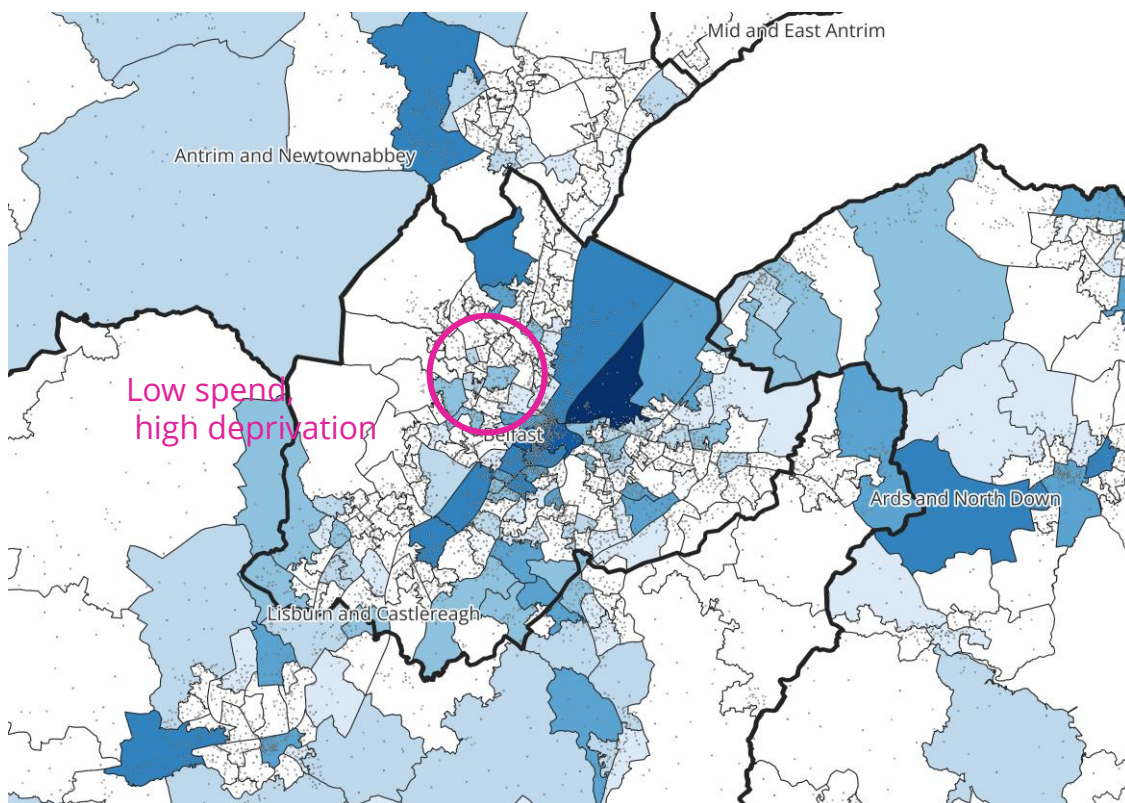 Mid and East Antrim
Antrim and Newtownabbey
Low spend,
high deprivation
Belfast
Ards and North Down
Lisburn and Castlereagh